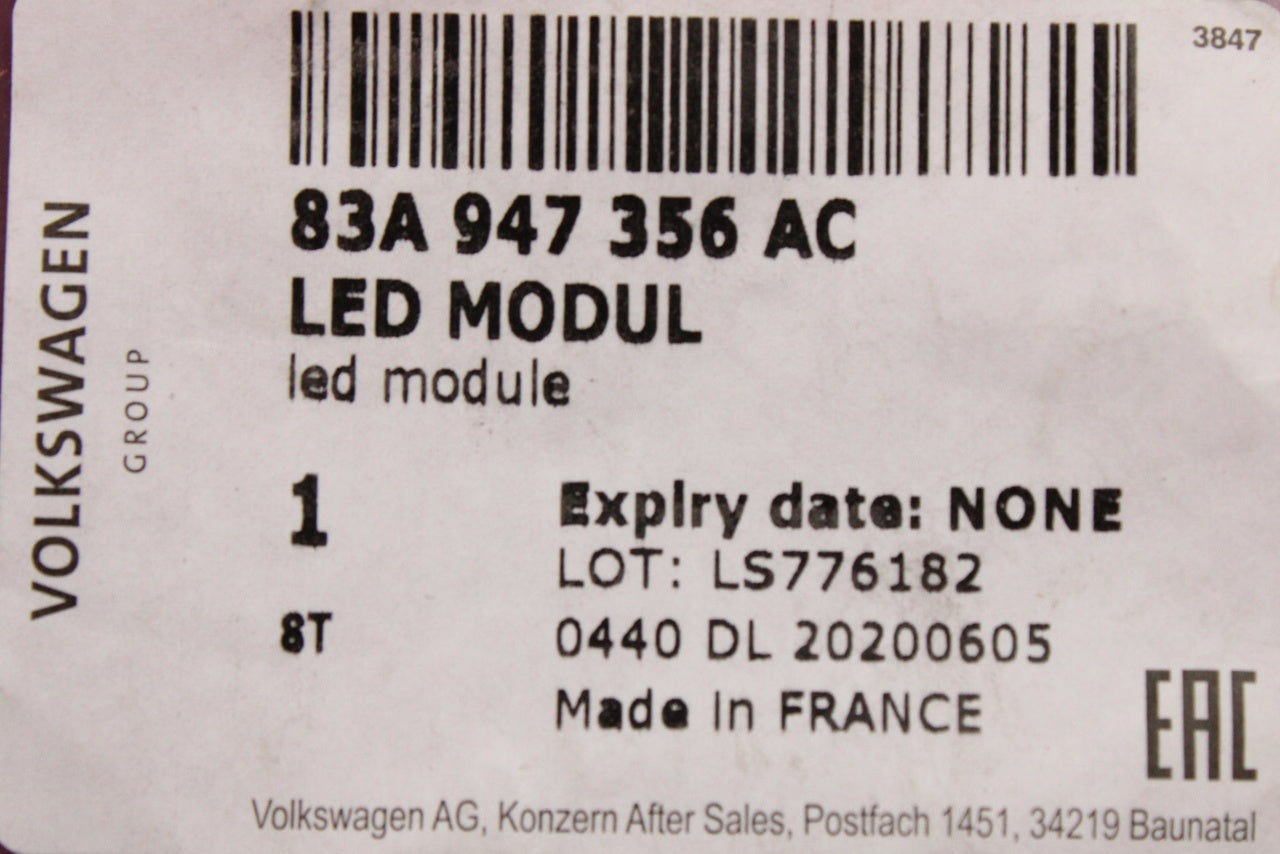 3847
VOLKSWAGEN
GROUP
83A 947 356 AC
LED MODUL
led module
1
Expiry date: NONE
LOT: LS776182
8T
0440 DL 20200605
Made in FRANCE
EAC
Volkswagen AG, Konzern After Sales, Postfach 1451, 34219 Baunatal